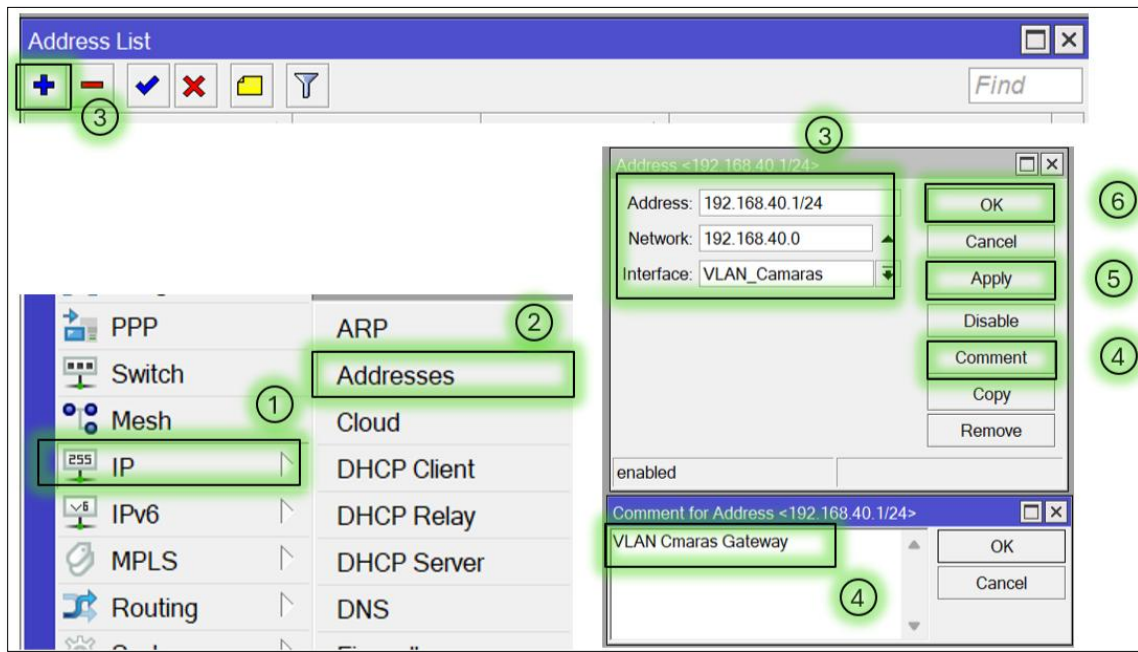 Address List
Find
3
3
Address <192.168.40.1/24>
Address: 192.168.40.1/24
Network: 192.168.40.0
Interface: VLAN_Camaras
OK
6
Cancel
Apply
5
Disable
Comment
4
Copy
Remove
enabled
Comment for Address <192.168.40.1/24>
VLAN Cmaras Gateway
OK
Cancel
4
PPP
Switch
1
Mesh
255
IP
v6
IPv6
MPLS
Routing
ARP
2
Addresses
Cloud
DHCP Client
DHCP Relay
DHCP Server
DNS